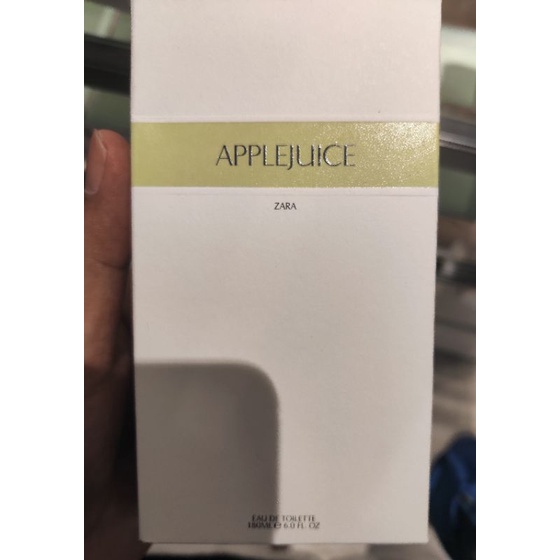 APPLEJUICE
ZARA
EAU DE TOILETTE
180ML ℮ 6.0 FL. OZ